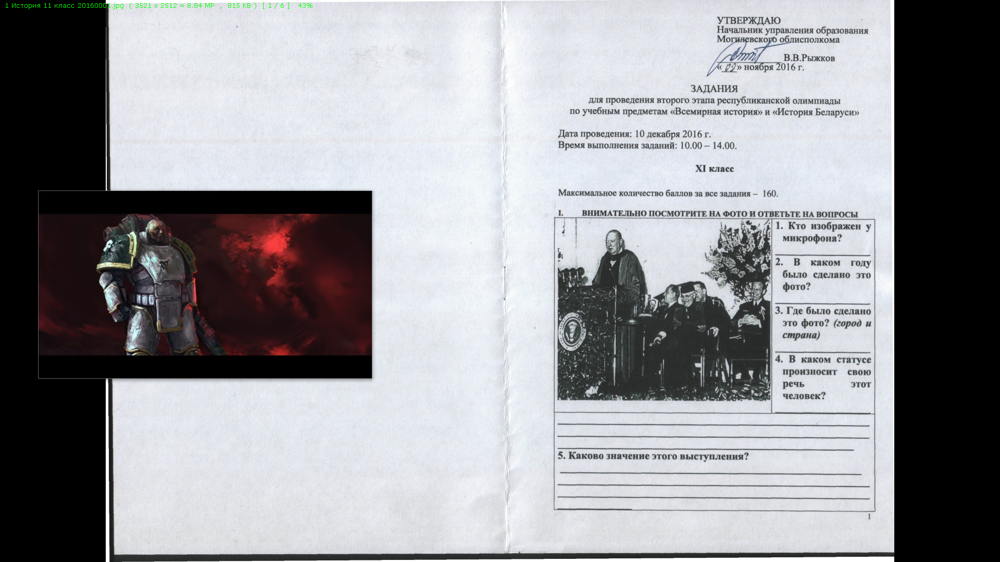 1 История 11 класс 20160001.jpg ( 3521 x 2512 = 8.84 MP , 815 KB ) [ 1 / 6 ] 43%
УТВЕРЖДАЮ
Начальник управления образования
Могилевского облисполкома
В.В.Рыжков
«09» ноября 2016 г.
ЗАДАНИЯ
для проведения второго этапа республиканской олимпиады
по учебным предметам «Всемирная история» и «История Беларуси»
Дата проведения: 10 декабря 2016 г.
Время выполнения заданий: 10.00 – 14.00.
XI класс
Максимальное количество баллов за все задания – 160.
I. ВНИМАТЕЛЬНО ПОСМОТРИТЕ НА ФОТО И ОТВЕТЬТЕ НА ВОПРОСЫ
1. Кто изображен у
микрофона?
2. В каком году
было сделано это
фото?
3. Где было сделано
это фото? (город и
страна)
4. В каком статусе
произносит свою
речь этот
человек?
5. Каково значение этого выступления?
1